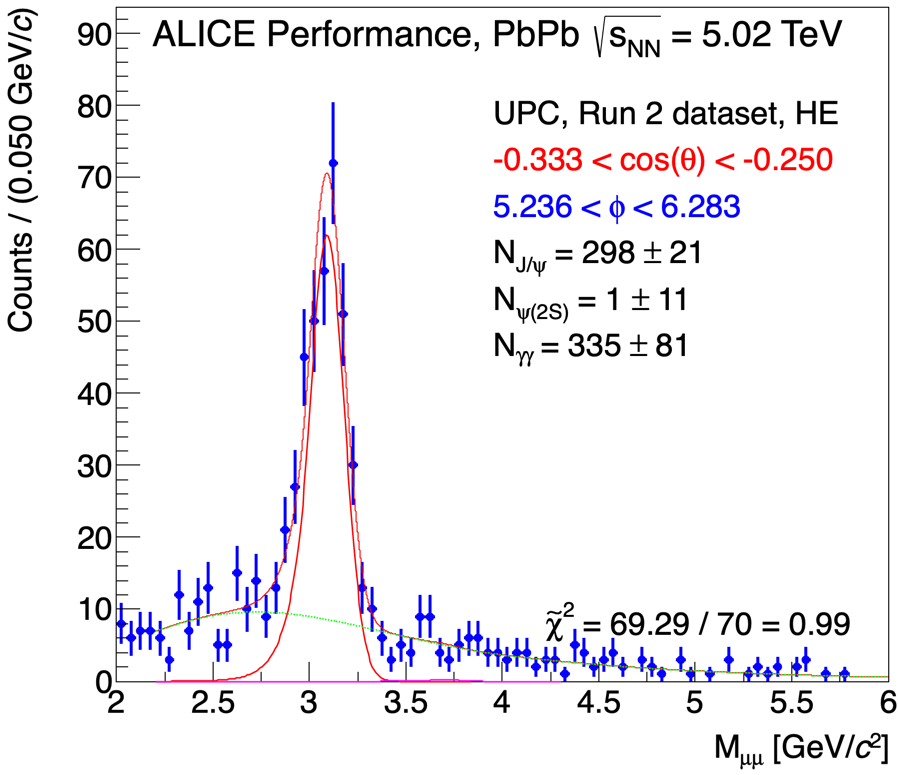 ALICE Performance, PbPb √s_NN = 5.02 TeV
UPC, Run 2 dataset, HE
-0.333 < cos(θ) < -0.250
5.236 < ϕ < 6.283
N_J/ψ = 298 ± 21
N_ψ(2S) = 1 ± 11
N_γγ = 335 ± 81
χ̃² = 69.29 / 70 = 0.99
Counts / (0.050 GeV/c)
90
80
70
60
50
40
30
20
10
0
2 2.5 3 3.5 4 4.5 5 5.5 6
M_μμ [GeV/c²]